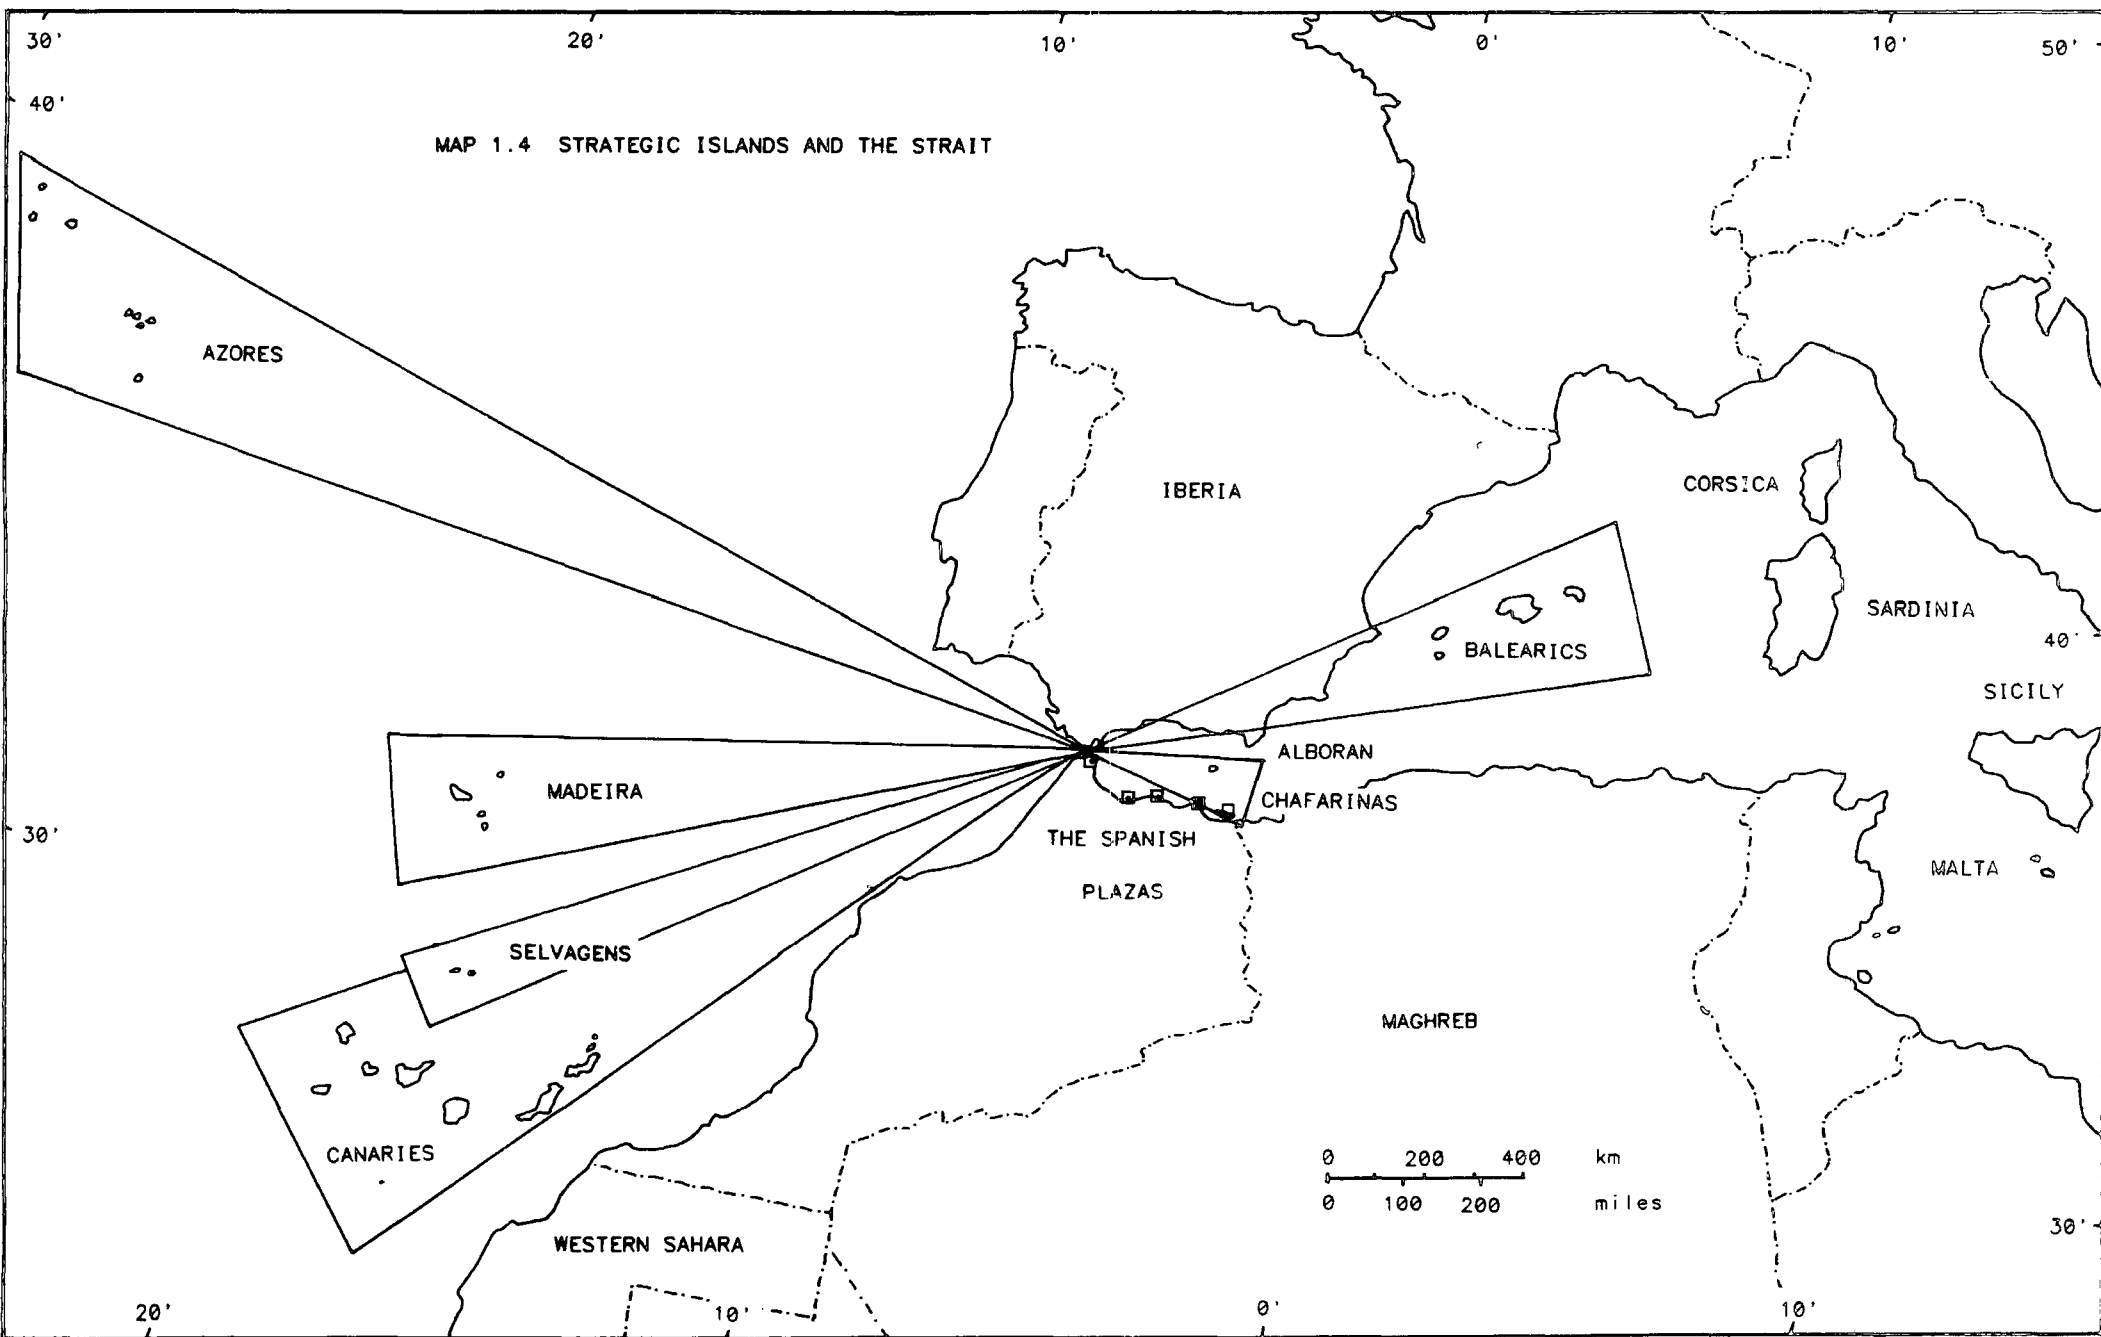 30' 20' 10' 0' 10' 50'
40'
MAP 1.4 STRATEGIC ISLANDS AND THE STRAIT
AZORES
IBERIA
CORSICA
SARDINIA
40'
BALEARICS
SICILY
ALBORAN
MADEIRA
CHAFARINAS
30'
THE SPANISH
PLAZAS
MALTA
SELVAGENS
MAGHREB
CANARIES
0 200 400 km
0 100 200 miles
30'
WESTERN SAHARA
20' 10' 0' 10'